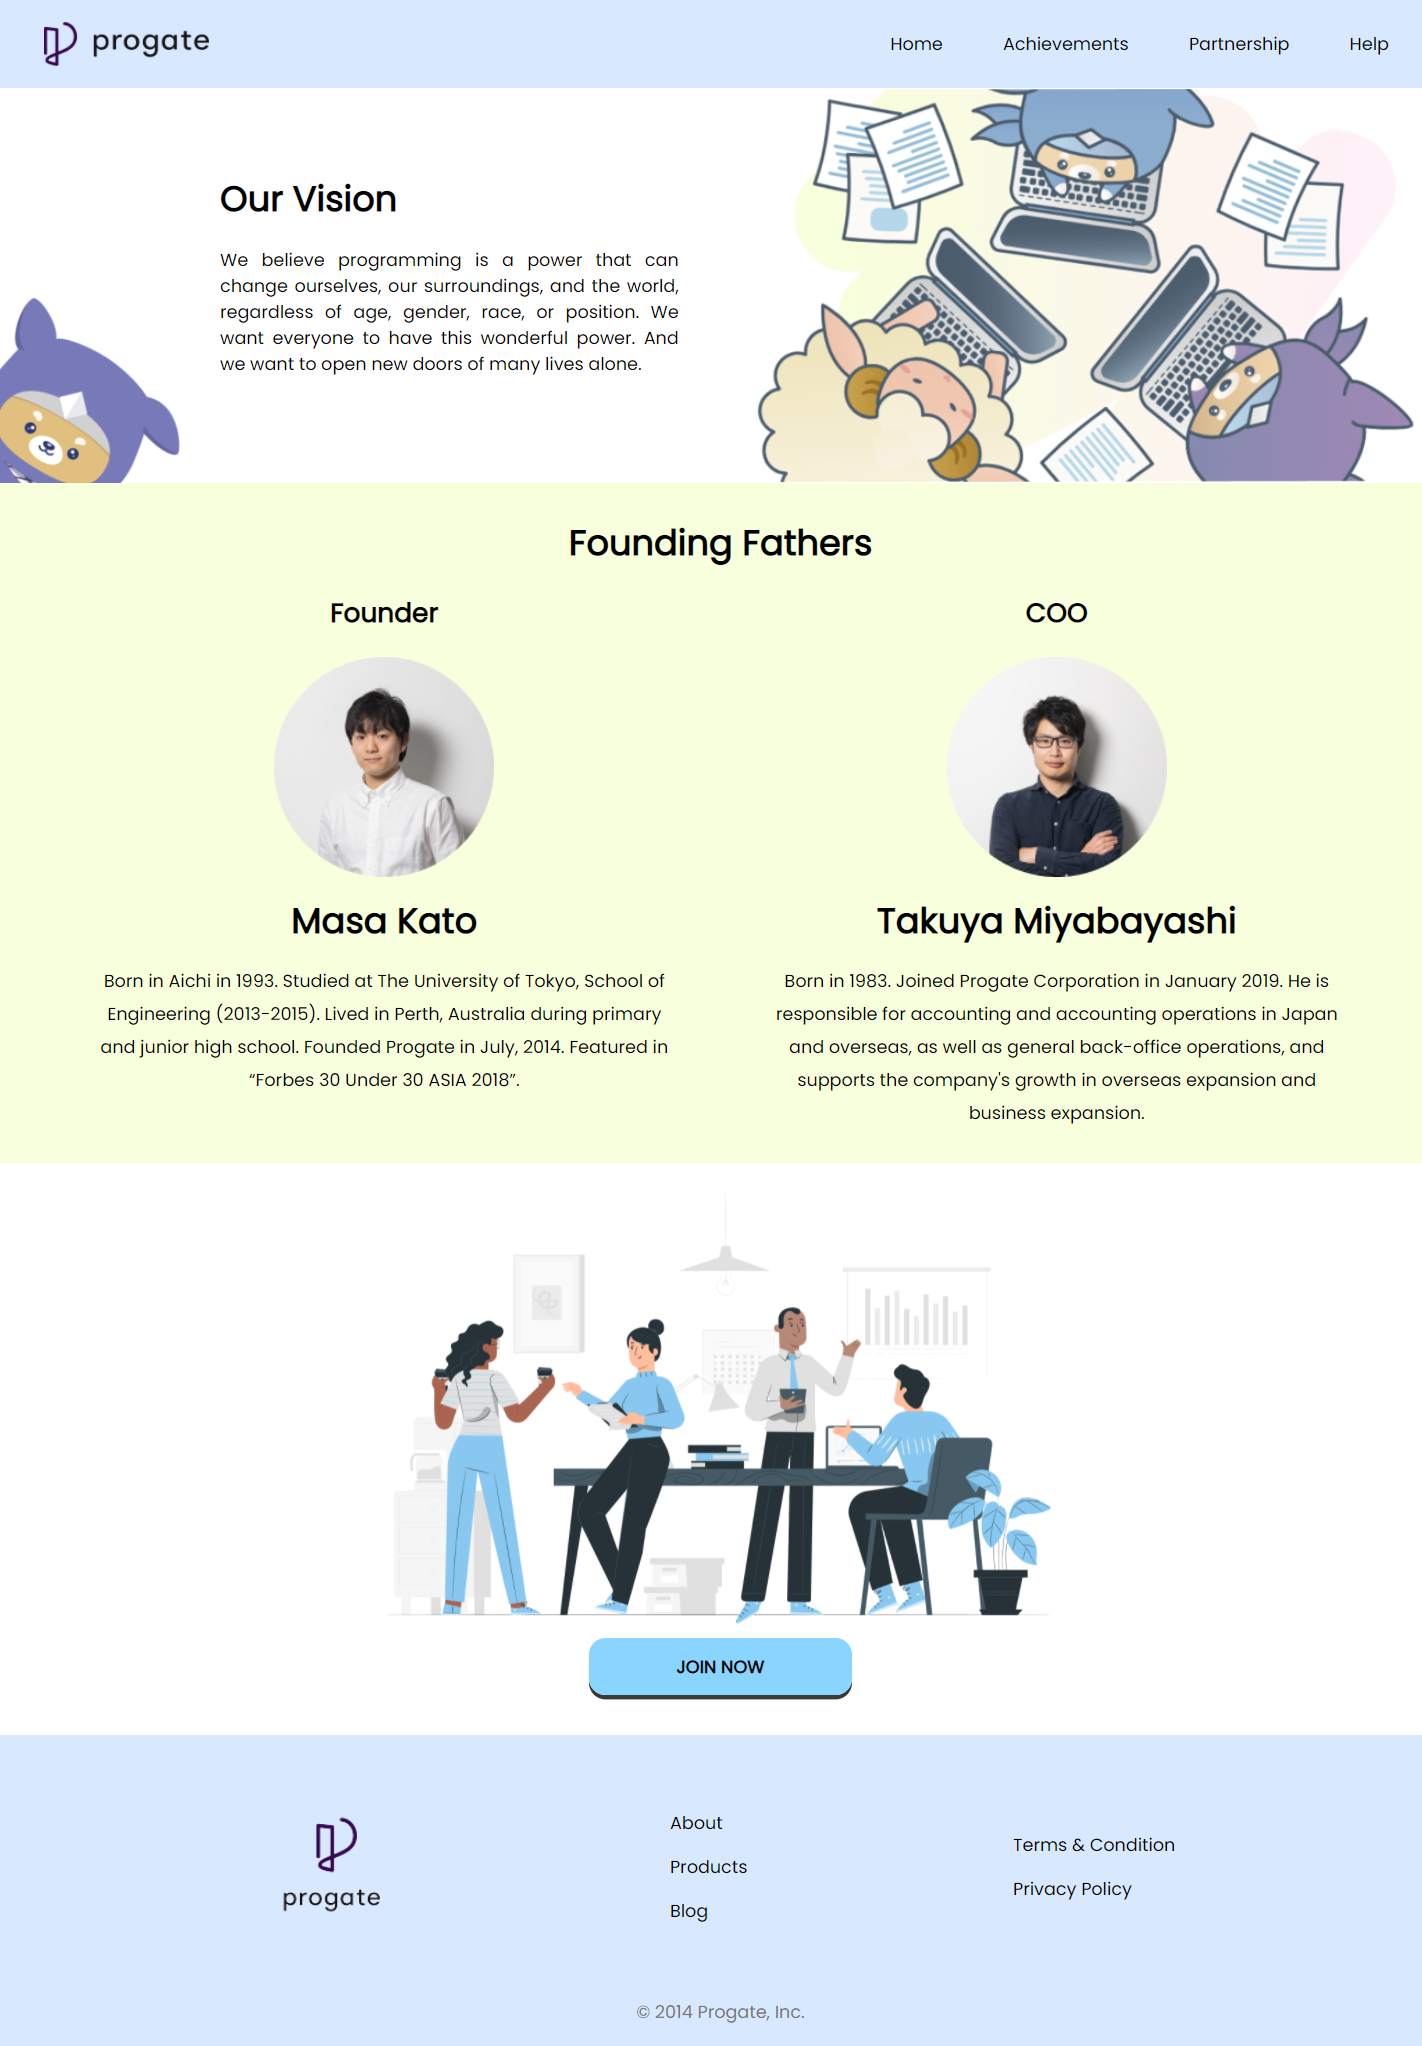 progate
Home
Achievements
Partnership
Help
Our Vision
We believe programming is a power that can
change ourselves, our surroundings, and the world,
regardless of age, gender, race, or position. We
want everyone to have this wonderful power. And
we want to open new doors of many lives alone.
Founding Fathers
Founder
Masa Kato
Born in Aichi in 1993. Studied at The University of Tokyo, School of
Engineering (2013-2015). Lived in Perth, Australia during primary
and junior high school. Founded Progate in July, 2014. Featured in
“Forbes 30 Under 30 ASIA 2018”.
COO
Takuya Miyabayashi
Born in 1983. Joined Progate Corporation in January 2019. He is
responsible for accounting and accounting operations in Japan
and overseas, as well as general back-office operations, and
supports the company's growth in overseas expansion and
business expansion.
JOIN NOW
progate
About
Products
Blog
Terms & Condition
Privacy Policy
© 2014 Progate, Inc.